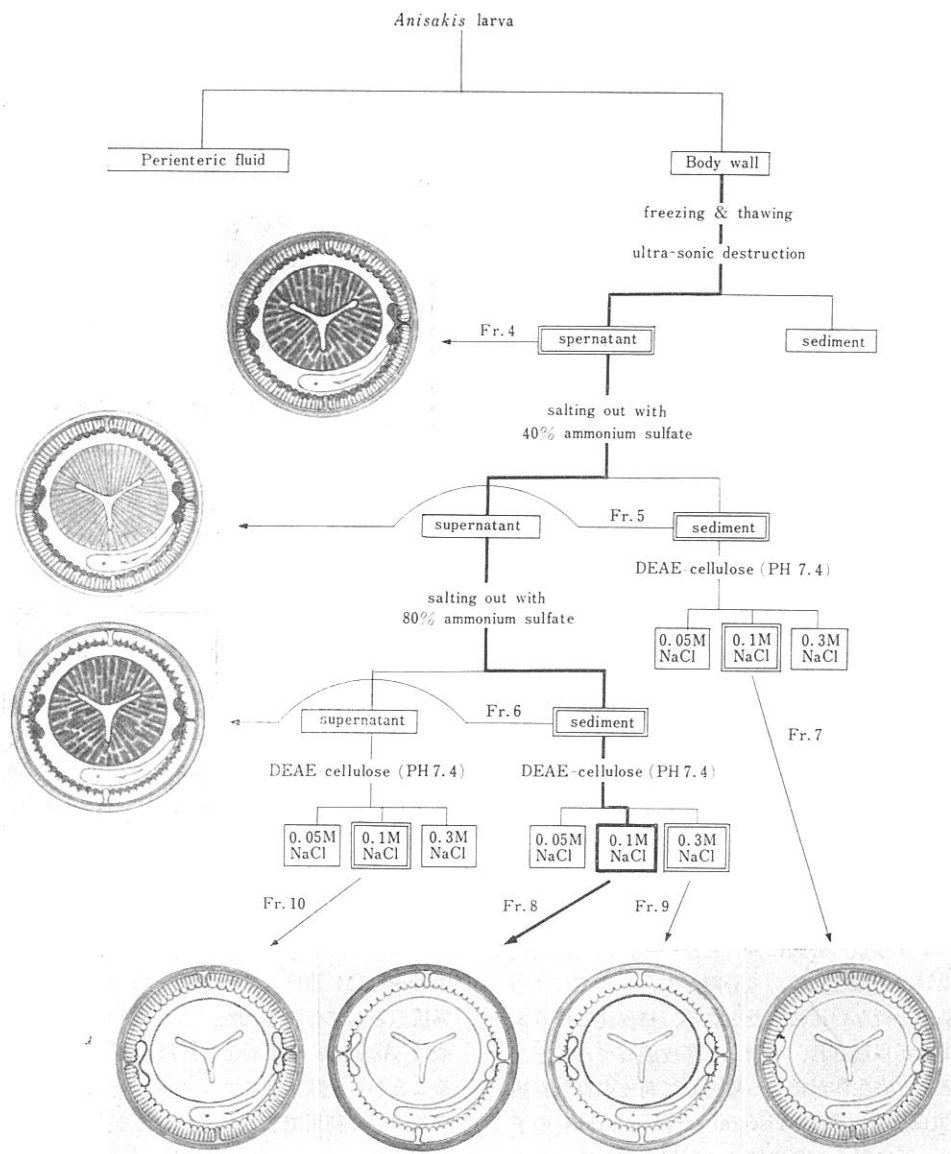 Anisakis larva
Perienteric fluid
Body wall
freezing & thawing
ultra-sonic destruction
Fr.4
spernatant
sediment
salting out with
40% ammonium sulfate
Fr.5
supernatant
sediment
DEAE-cellulose (PH 7.4)
salting out with
80% ammonium sulfate
0.05M
NaCl
0.1M
NaCl
0.3M
NaCl
Fr.6
supernatant
sediment
Fr.7
DEAE-cellulose (PH 7.4)
DEAE-cellulose (PH 7.4)
0.05M
NaCl
0.1M
NaCl
0.3M
NaCl
0.05M
NaCl
0.1M
NaCl
0.3M
NaCl
Fr.10
Fr.8
Fr.9